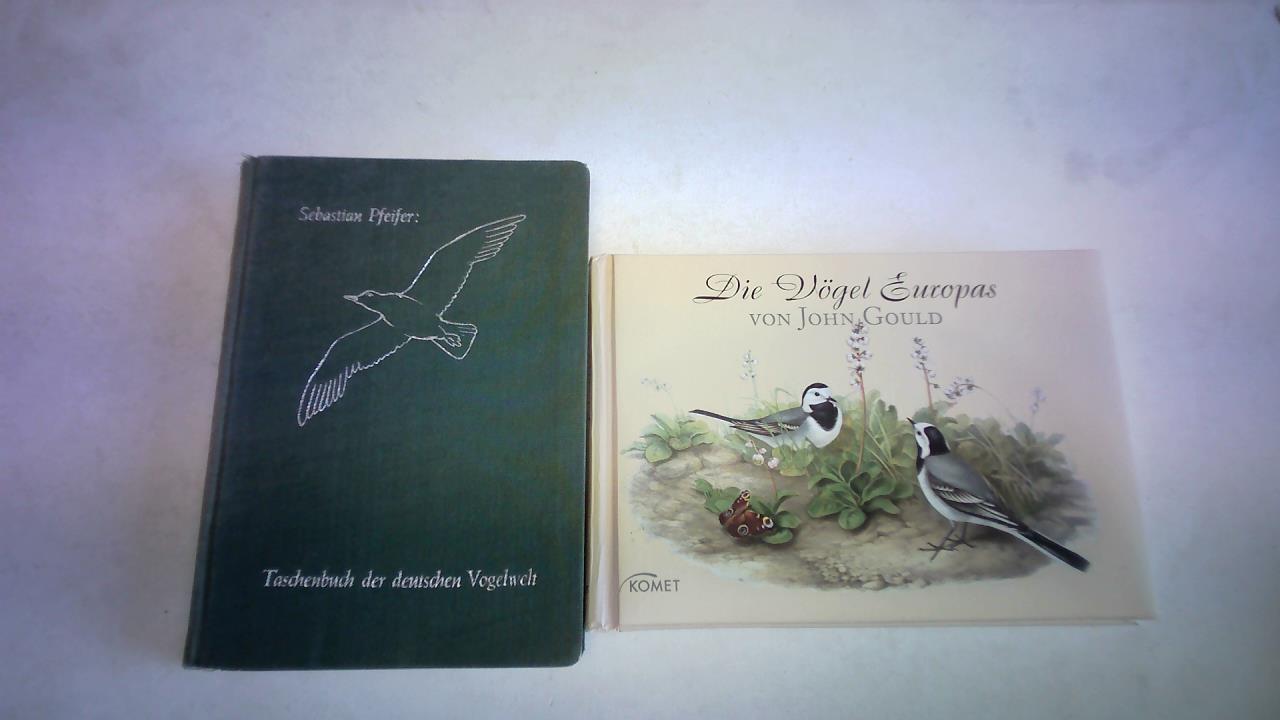 Sebastian Pfeifer:
Taschenbuch der deutschen Vogelwelt
Die Vögel Europas
VON JOHN GOULD
KOMET